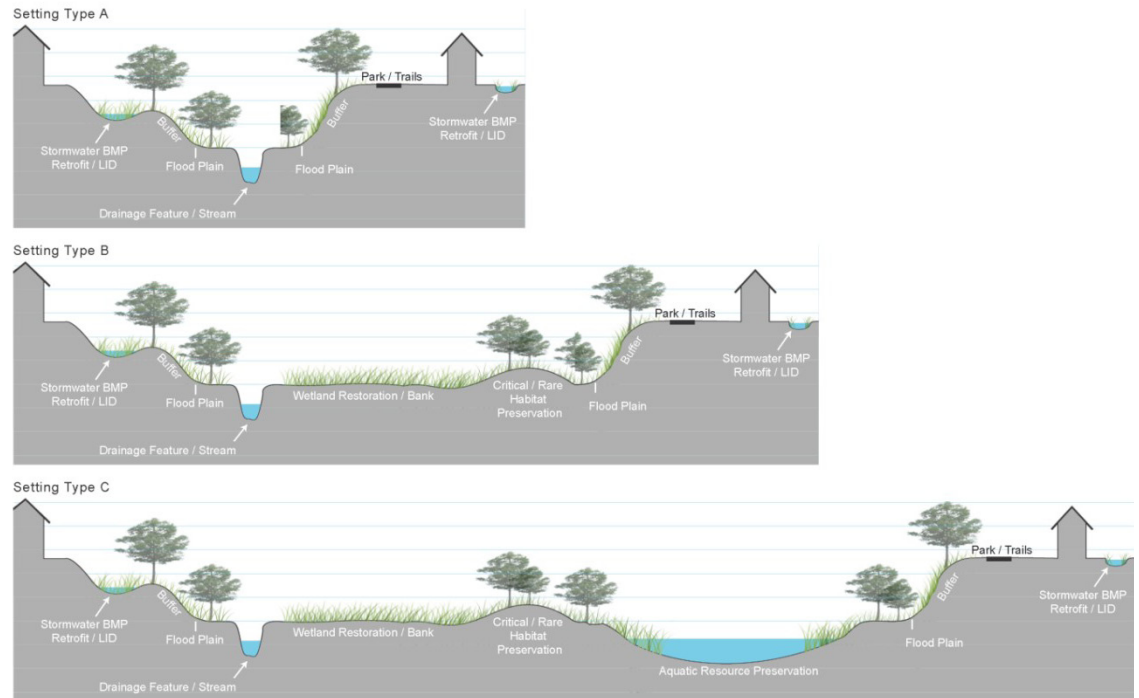 Setting Type A
Park / Trails
Buffer
Buffer
Stormwater BMP
Retrofit / LID
Stormwater BMP
Retrofit / LID
Flood Plain
Flood Plain
Drainage Feature / Stream
Setting Type B
Park / Trails
Buffer
Buffer
Stormwater BMP
Retrofit / LID
Stormwater BMP
Retrofit / LID
Flood Plain
Wetland Restoration / Bank
Critical / Rare
Habitat
Preservation
Flood Plain
Drainage Feature / Stream
Setting Type C
Park / Trails
Buffer
Buffer
Stormwater BMP
Retrofit / LID
Stormwater BMP
Retrofit / LID
Flood Plain
Wetland Restoration / Bank
Critical / Rare
Habitat
Preservation
Flood Plain
Aquatic Resource Preservation
Drainage Feature / Stream